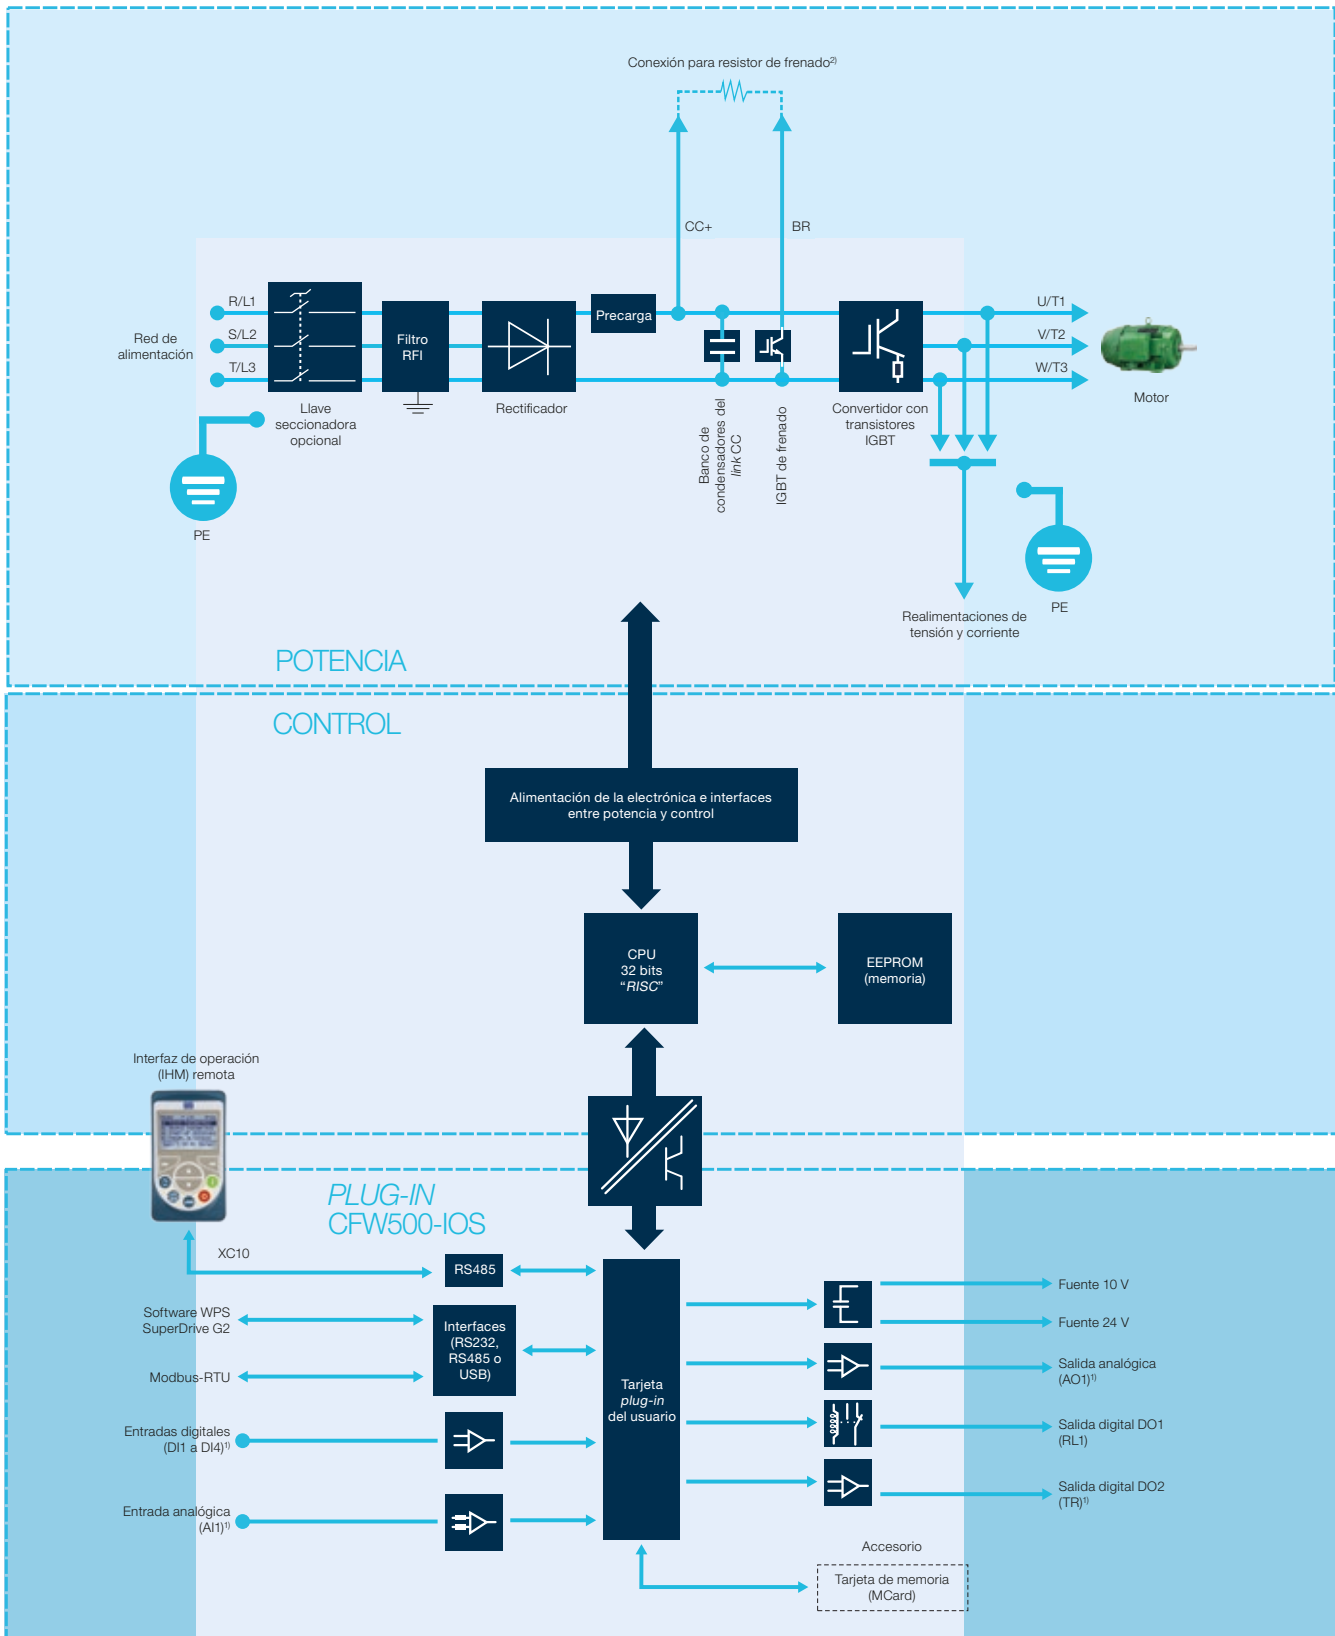 Conexión para resistor de frenado²⁾
CC+
BR
R/L1
S/L2
T/L3
Red de
alimentación
Llave
seccionadora
opcional
Filtro
RFI
Rectificador
Precarga
Banco de
condensadores del
link CC
IGBT de frenado
Convertidor con
transistores
IGBT
U/T1
V/T2
W/T3
Motor
PE
PE
Realimentaciones de
tensión y corriente
POTENCIA
CONTROL
Alimentación de la electrónica e interfaces
entre potencia y control
CPU
32 bits
“RISC”
EEPROM
(memoria)
Interfaz de operación
(IHM) remota
PLUG-IN
CFW500-IOS
XC10
RS485
Software WPS
SuperDrive G2
Modbus-RTU
Interfaces
(RS232,
RS485 o
USB)
Entradas digitales
(DI1 a DI4)¹⁾
Entrada analógica
(AI1)¹⁾
Tarjeta
plug-in
del usuario
Fuente 10 V
Fuente 24 V
Salida analógica
(AO1)¹⁾
Salida digital DO1
(RL1)
Salida digital DO2
(TR)¹⁾
Accesorio
Tarjeta de memoria
(MCard)